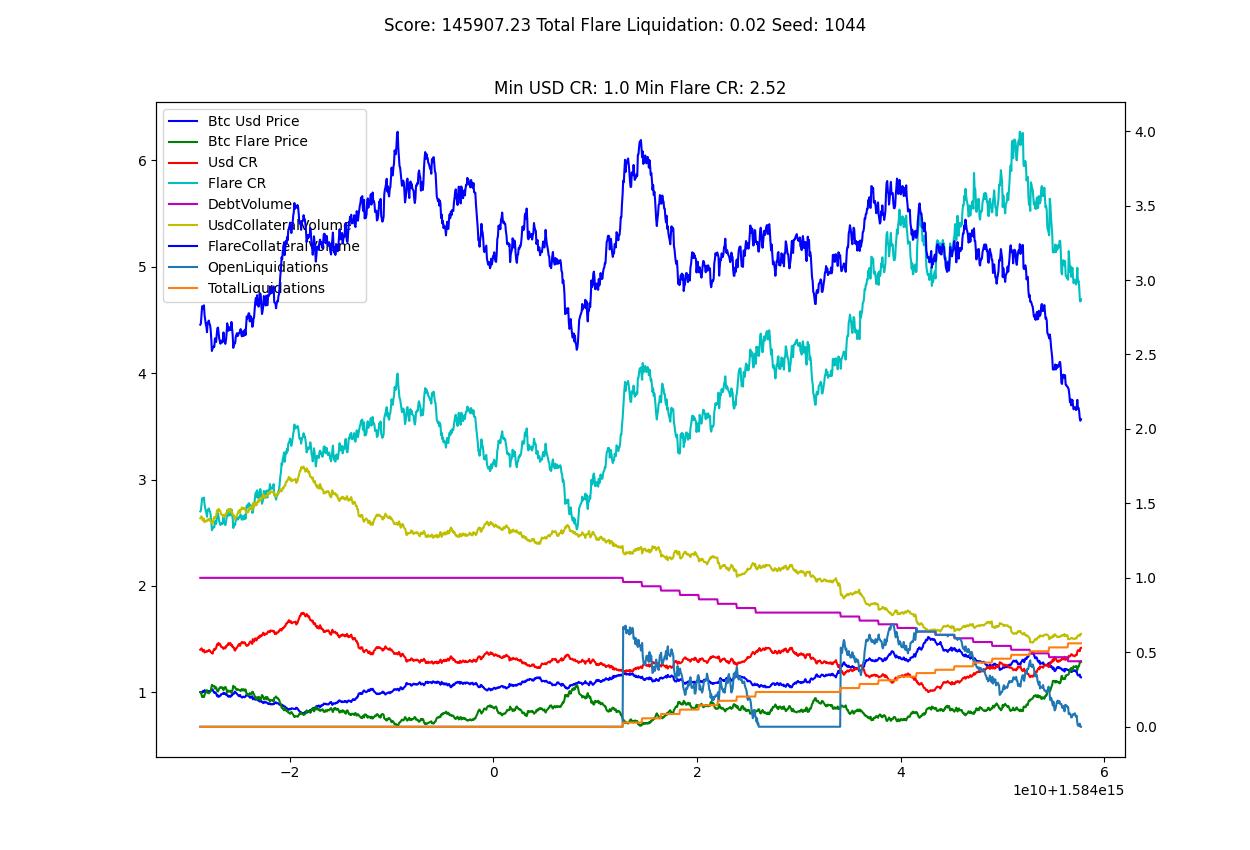 Score: 145907.23 Total Flare Liquidation: 0.02 Seed: 1044
Min USD CR: 1.0 Min Flare CR: 2.52
Btc Usd Price
Btc Flare Price
Usd CR
Flare CR
DebtVolume
UsdCollateralVolume
FlareCollateralVolume
OpenLiquidations
TotalLiquidations
6
5
4
3
2
1
4.0
3.5
3.0
2.5
2.0
1.5
1.0
0.5
0.0
−2
0
2
4
6
1e10+1.584e15